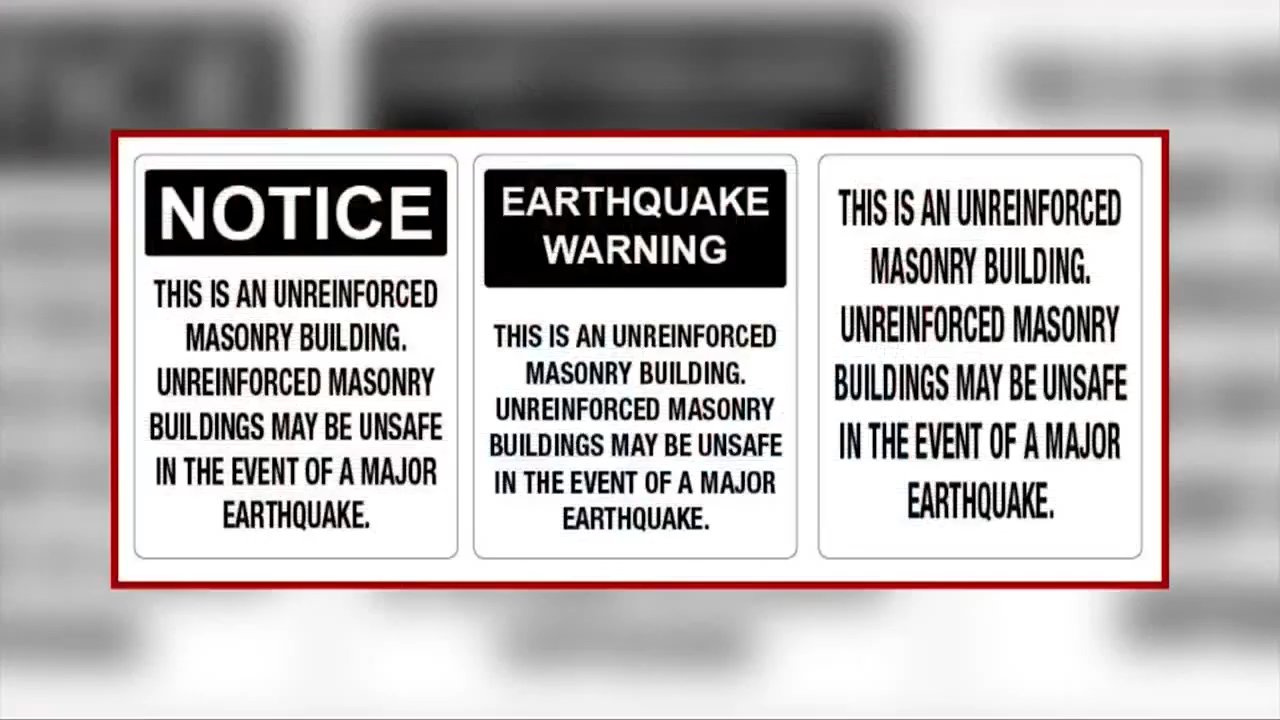 NOTICE
THIS IS AN UNREINFORCED
MASONRY BUILDING.
UNREINFORCED MASONRY
BUILDINGS MAY BE UNSAFE
IN THE EVENT OF A MAJOR
EARTHQUAKE.
EARTHQUAKE
WARNING
THIS IS AN UNREINFORCED
MASONRY BUILDING.
UNREINFORCED MASONRY
BUILDINGS MAY BE UNSAFE
IN THE EVENT OF A MAJOR
EARTHQUAKE.
THIS IS AN UNREINFORCED
MASONRY BUILDING.
UNREINFORCED MASONRY
BUILDINGS MAY BE UNSAFE
IN THE EVENT OF A MAJOR
EARTHQUAKE.